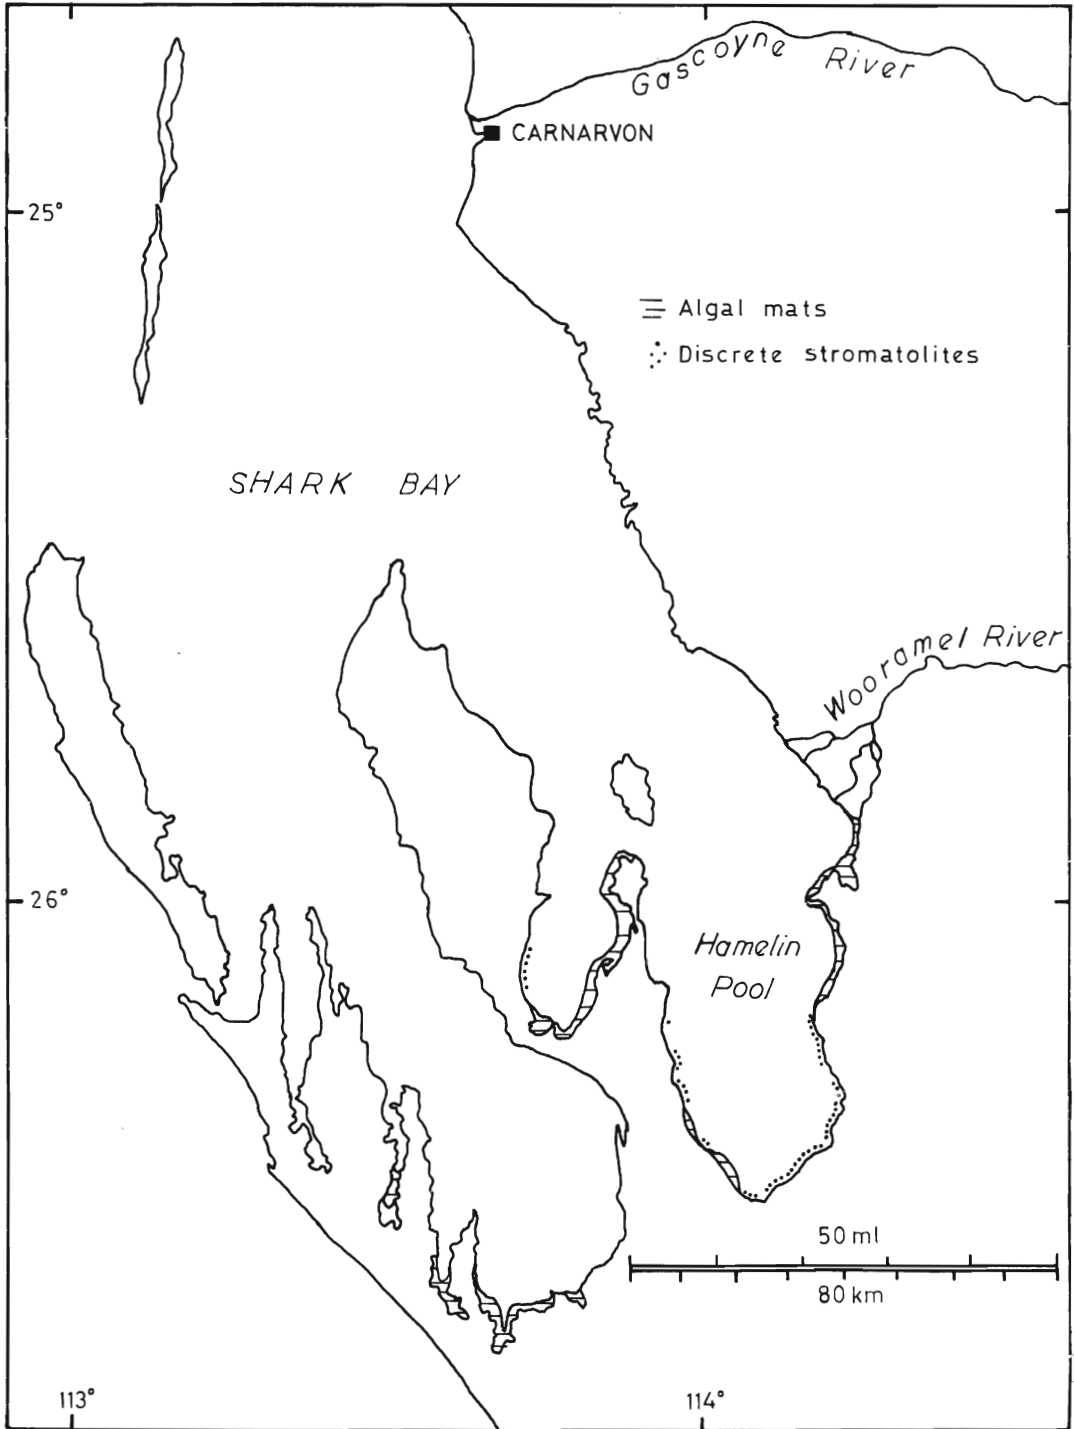 Gascoyne River
CARNARVON
25°
Algal mats
Discrete stromatolites
SHARK BAY
Wooramel River
26°
Hamelin
Pool
50 ml
80 km
113°
114°